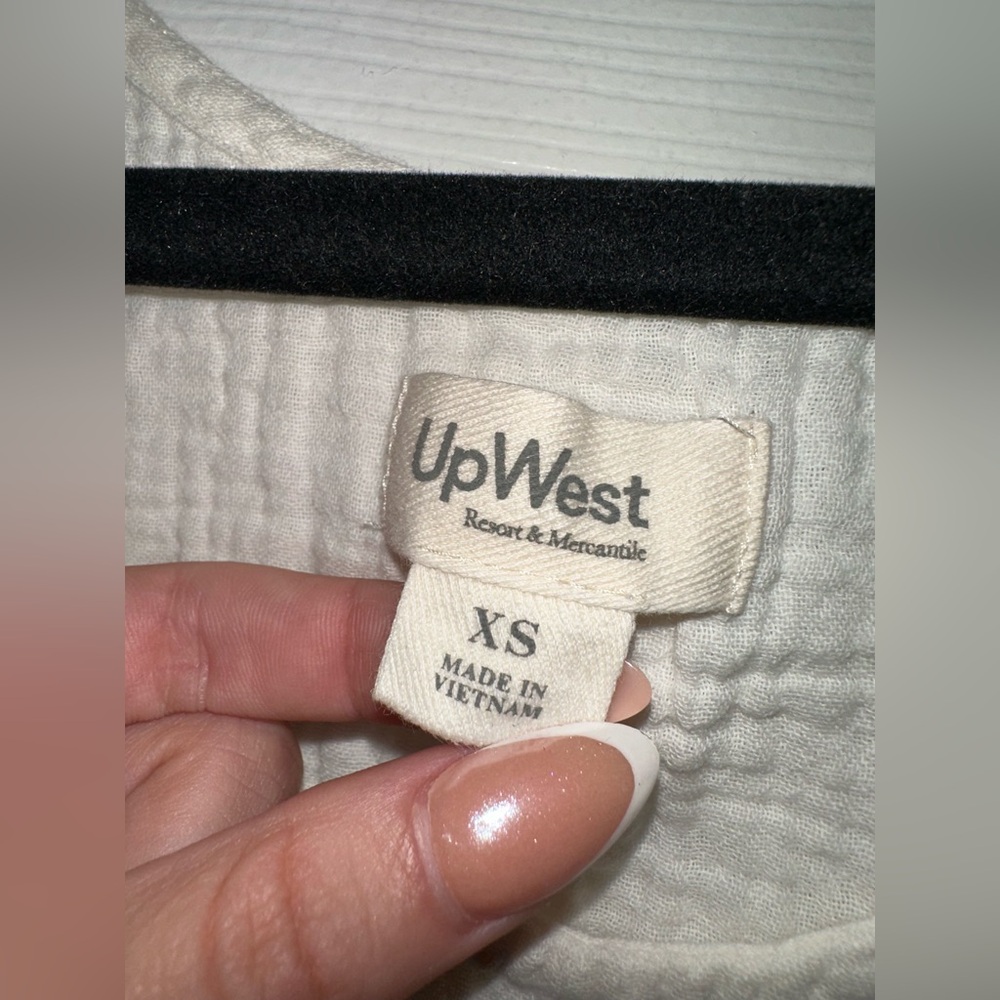 UpWest
Resort & Mercantile
XS
MADE IN
VIETNAM